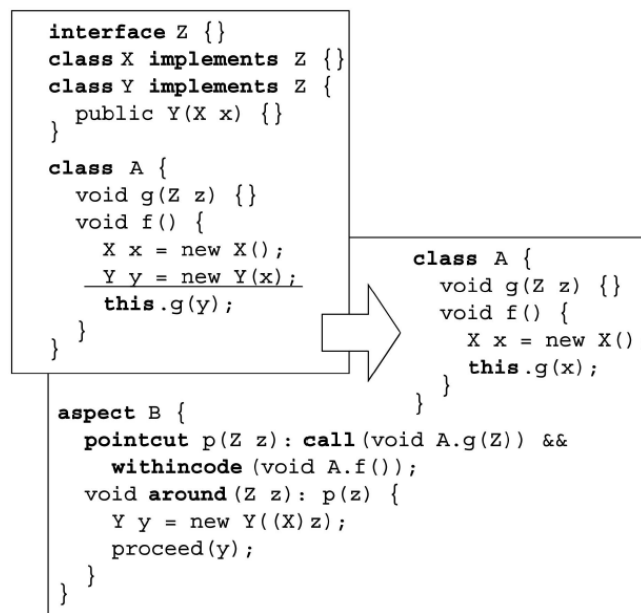 interface Z {}
class X implements Z {}
class Y implements Z {
public Y(X x) {}
}
class A {
void g(Z z) {}
void f() {
X x = new X();
Y y = new Y(x);
this.g(y);
}
}
class A {
void g(Z z) {}
void f() {
X x = new X()
this.g(x);
}
}
aspect B {
pointcut p(Z z): call(void A.g(Z)) &&
withincode(void A.f());
void around(Z z): p(z) {
Y y = new Y((X)z);
proceed(y);
}
}